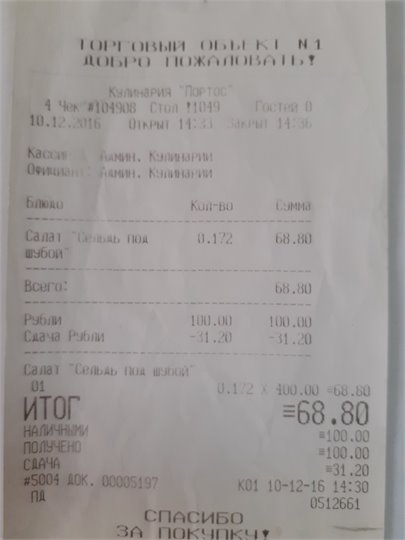 ТОРГОВЫЙ ОБЪЕКТ N1
ДОБРО ПОЖАЛОВАТЬ!
Кулинария "Портос"
4 Чек #104908 Стол !1049 Гостей 0
10.12.2016 Открыт 14:33 Закрыт 14:36
Кассир: Админ. Кулинарии
Официант: Админ. Кулинарии
Блюдо Кол-во Сумма
Салат "Сельдь под 0.172 68.80
шубой"
Всего: 68.80
Рубли 100.00 100.00
Сдача Рубли -31.20 -31.20
Салат "Сельдь под шубой"
01 0.172 X 400.00 =68.80
ИТОГ =68.80
НАЛИЧНЫМИ =100.00
ПОЛУЧЕНО =100.00
СДАЧА =31.20
#5004 ДОК. 00005197 К01 10-12-16 14:30
ПД 0512661
СПАСИБО
ЗА ПОКУПКУ!